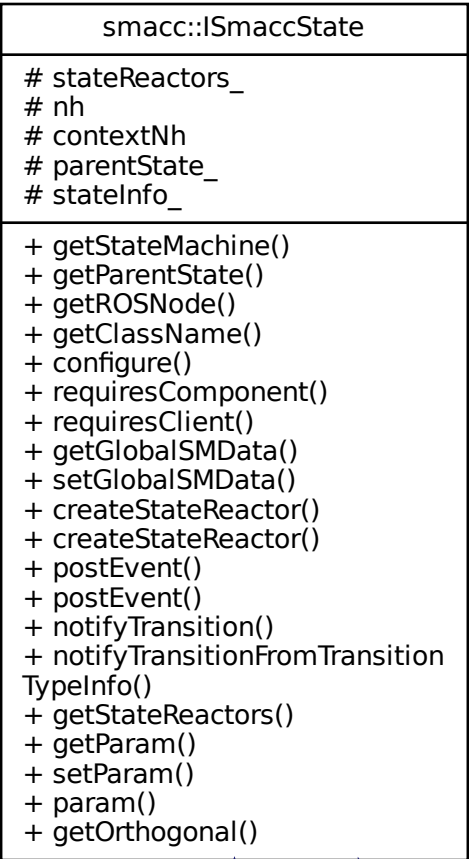 smacc::ISmaccState
# stateReactors_
# nh
# contextNh
# parentState_
# stateInfo_
+ getStateMachine()
+ getParentState()
+ getROSNode()
+ getClassName()
+ configure()
+ requiresComponent()
+ requiresClient()
+ getGlobalSMData()
+ setGlobalSMData()
+ createStateReactor()
+ createStateReactor()
+ postEvent()
+ postEvent()
+ notifyTransition()
+ notifyTransitionFromTransition
TypeInfo()
+ getStateReactors()
+ getParam()
+ setParam()
+ param()
+ getOrthogonal()